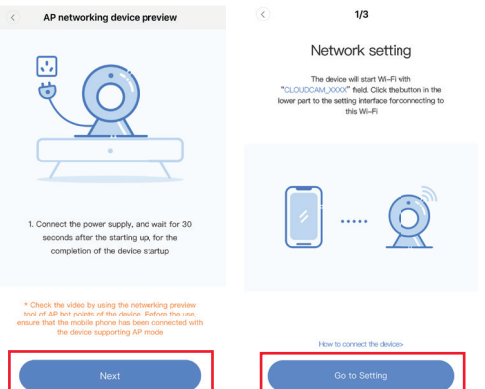 AP networking device preview
1. Connect the power supply, and wait for 30
seconds after the starting up, for the
completion of the device startup
* Check the video by using the networking preview
tool of AP hot points of the device. Before the use
ensure that the mobile phone has been connected with
the device supporting AP mode
Next
1/3
Network setting
The device will start Wi-Fi with
"CLOUDCAM_XXXX" field. Click thebutton in the
lower part to the setting interface forconnecting to
this Wi-Fi
How to connect the device>
Go to Setting